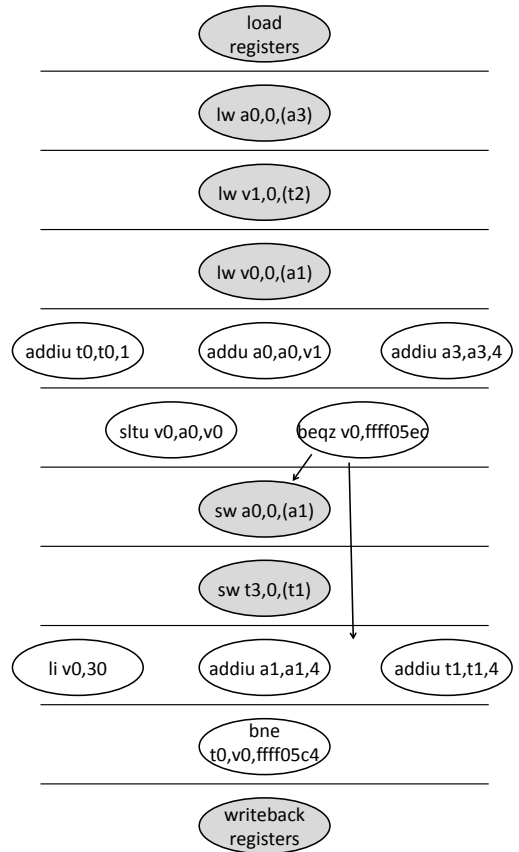 load
registers
lw a0,0,(a3)
lw v1,0,(t2)
lw v0,0,(a1)
addiu t0,t0,1 addu a0,a0,v1 addiu a3,a3,4
sltu v0,a0,v0 beqz v0,ffff05ec
sw a0,0,(a1)
sw t3,0,(t1)
li v0,30 addiu a1,a1,4 addiu t1,t1,4
bne
t0,v0,ffff05c4
writeback
registers